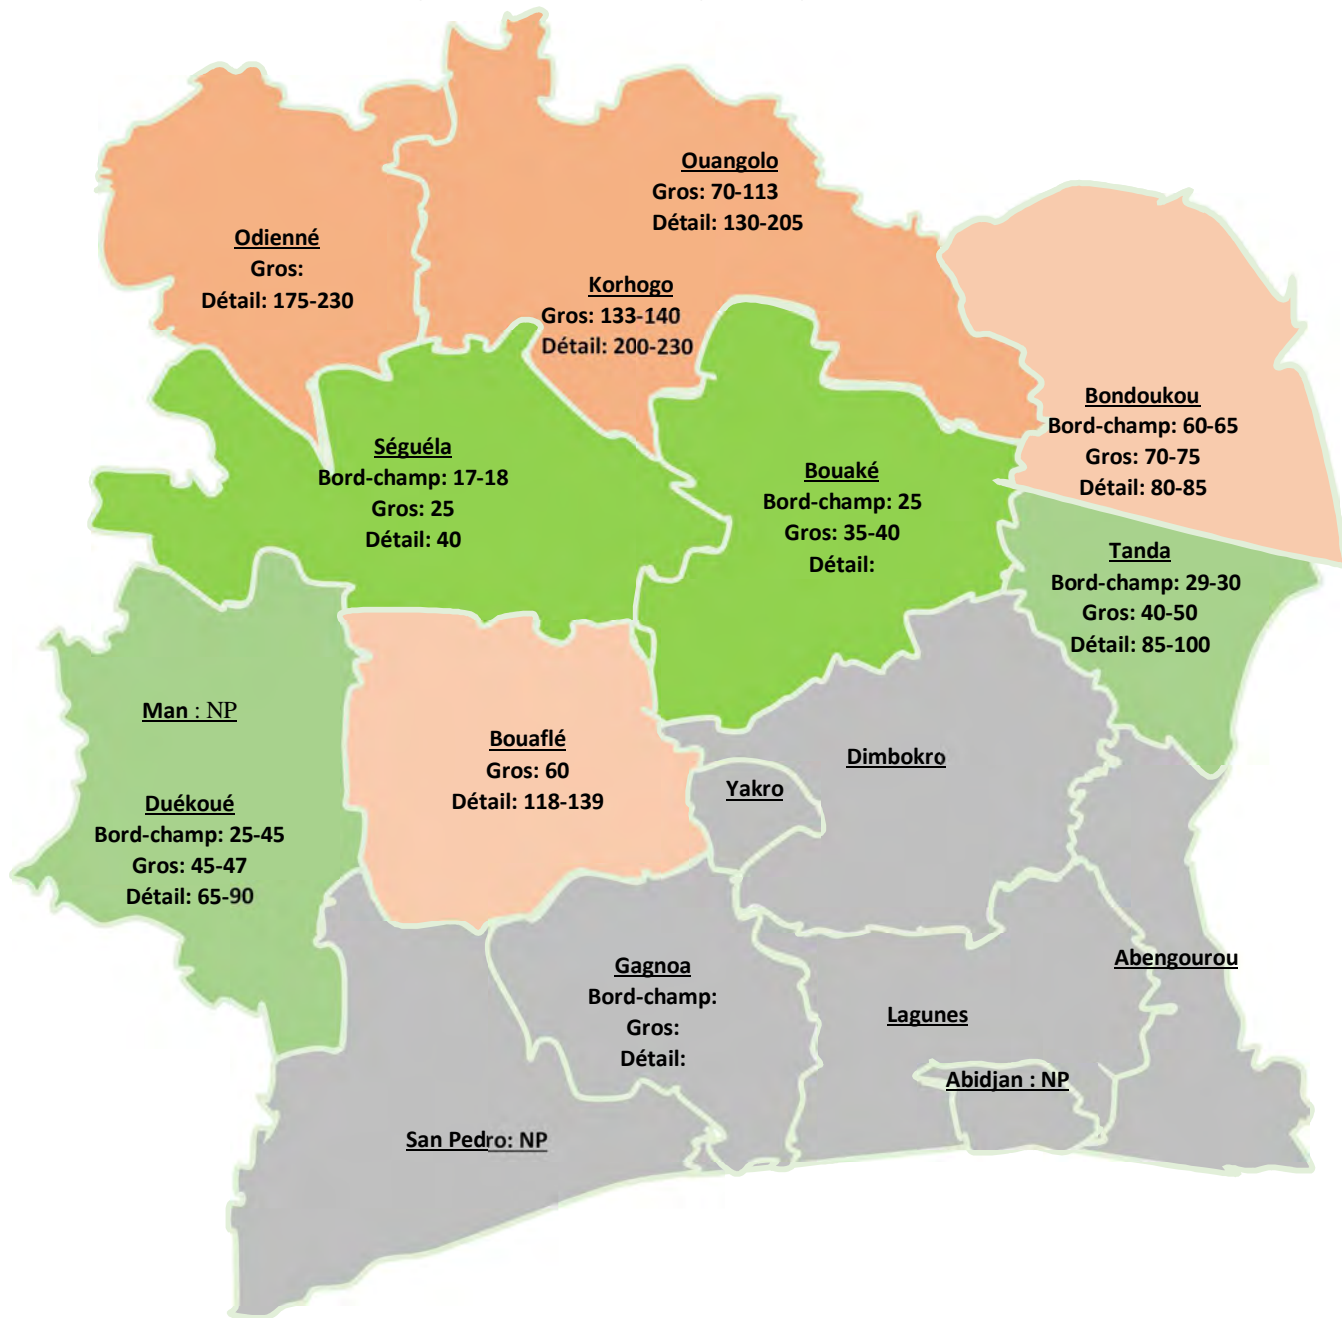 Ouangolo
Gros: 70-113
Détail: 130-205
Odienné
Gros:
Détail: 175-230
Korhogo
Gros: 133-140
Détail: 200-230
Bondoukou
Bord-champ: 60-65
Gros: 70-75
Détail: 80-85
Séguéla
Bord-champ: 17-18
Gros: 25
Détail: 40
Bouaké
Bord-champ: 25
Gros: 35-40
Détail:
Tanda
Bord-champ: 29-30
Gros: 40-50
Détail: 85-100
Man : NP
Bouaflé
Gros: 60
Détail: 118-139
Dimbokro
Yakro
Duékoué
Bord-champ: 25-45
Gros: 45-47
Détail: 65-90
Gagnoa
Bord-champ:
Gros:
Détail:
Abengourou
Lagunes
Abidjan : NP
San Pedro: NP